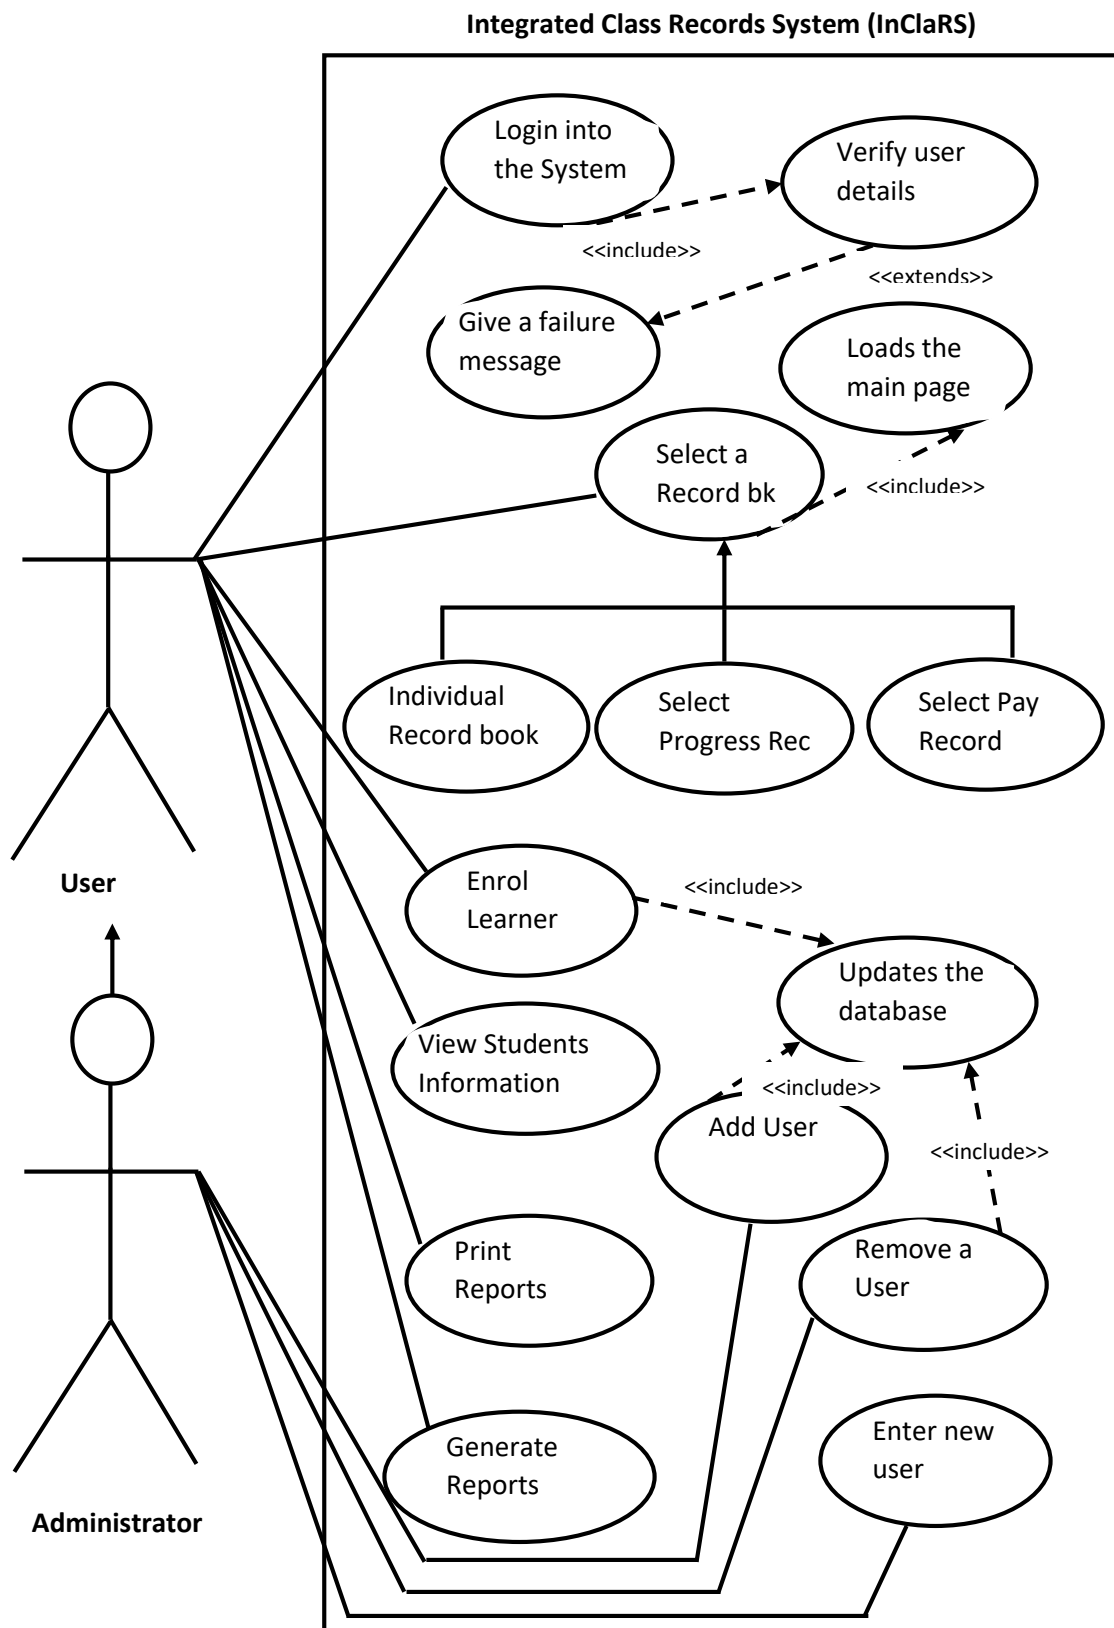 Integrated Class Records System (InClaRS)
Login into
the System
Verify user
details
<<include>>
<<extends>>
Give a failure
message
Loads the
main page
Select a
Record bk
<<include>>
Individual
Record book
Select
Progress Rec
Select Pay
Record
User
Enrol
Learner
<<include>>
Updates the
database
View Students
Information
<<include>>
Add User
<<include>>
Print
Reports
Remove a
User
Generate
Reports
Enter new
user
Administrator